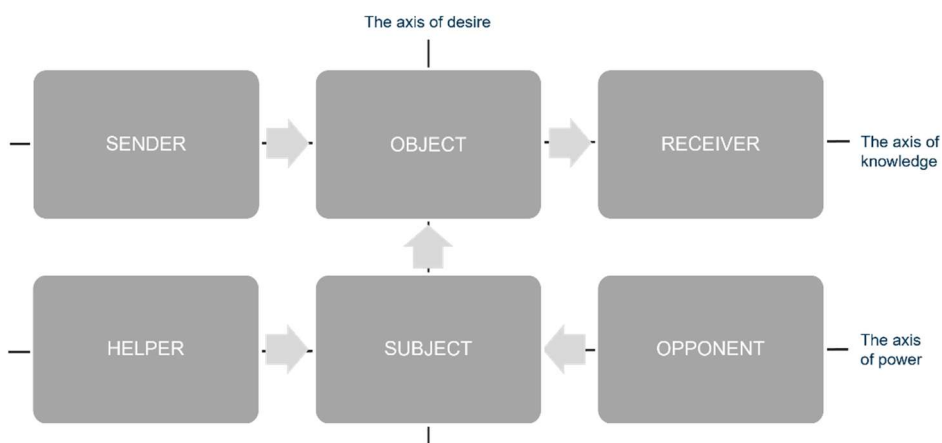 The axis of desire
SENDER
OBJECT
RECEIVER
The axis of
knowledge
HELPER
SUBJECT
OPPONENT
The axis
of power